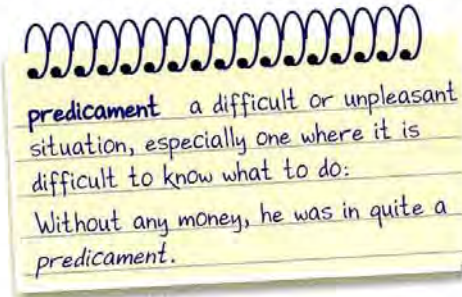 predicament a difficult or unpleasant
situation, especially one where it is
difficult to know what to do:
Without any money, he was in quite a
predicament.